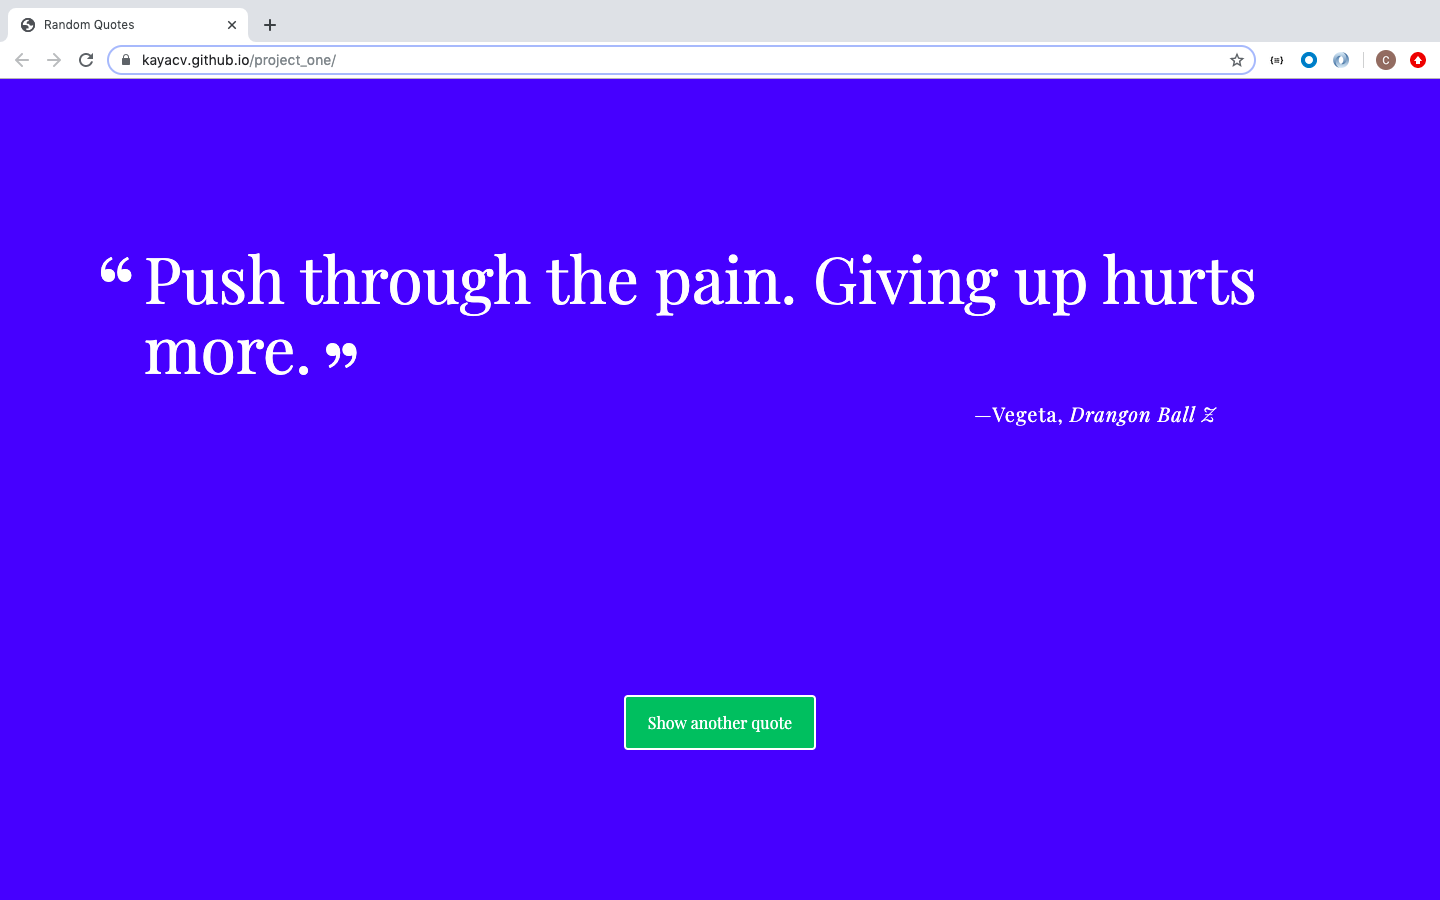 Random Quotes
kayacv.github.io/project_one/
C
“Push through the pain. Giving up hurts
more.”
—Vegeta, Drangon Ball Z
Show another quote